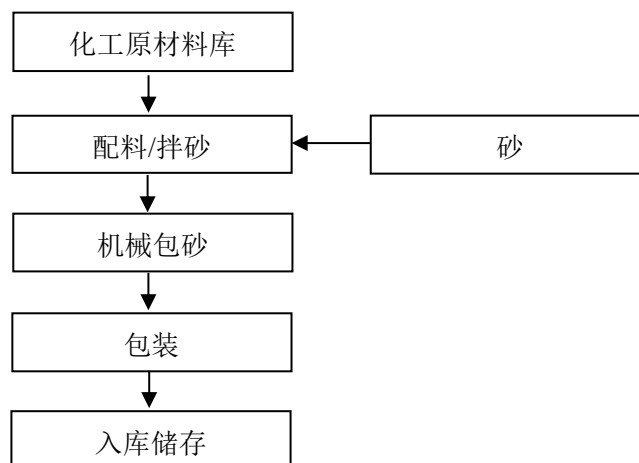 化工原材料库
配料/拌砂
砂
机械包砂
包装
入库储存